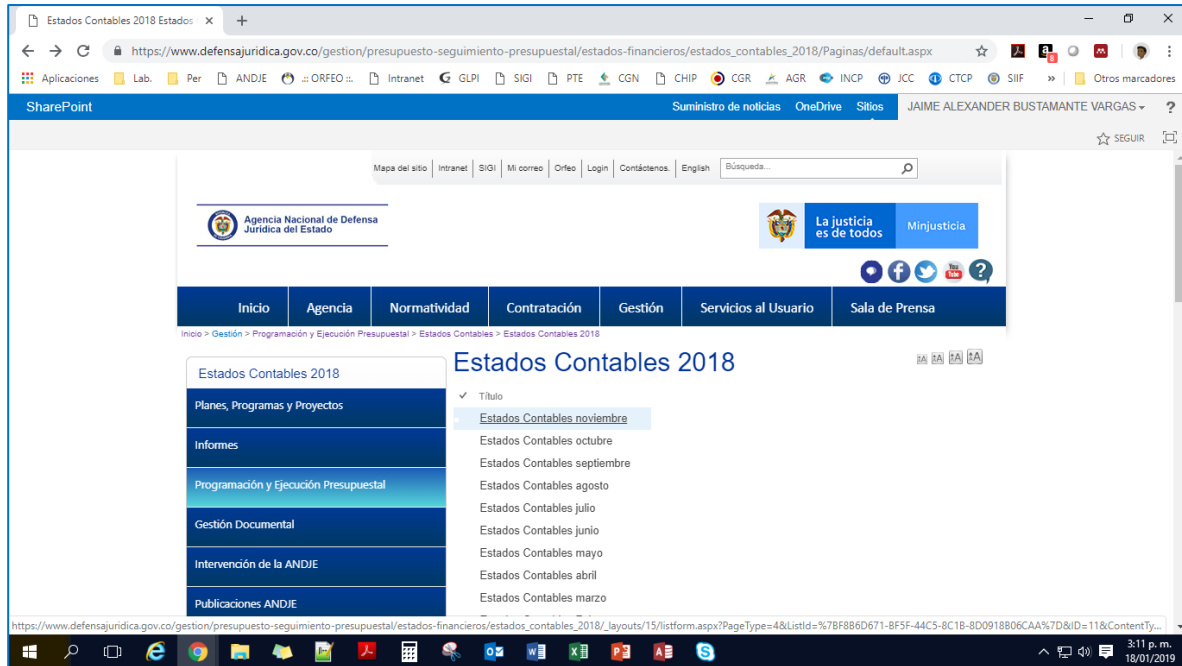 Estados Contables 2018 Estados
https://www.defensajuridica.gov.co/gestion/presupuesto-seguimiento-presupuestal/estados-financieros/estados_contables_2018/Paginas/default.aspx
Aplicaciones Lab. Per ANDJE .:: ORFEO ::. Intranet GLPI SIGI PTE CGN CHIP CGR AGR INCP JCC CTCP SIIF » Otros marcadores
SharePoint Suministro de noticias OneDrive Sitios JAIME ALEXANDER BUSTAMANTE VARGAS ?
SEGUIR
Mapa del sitio Intranet SIGI Mi correo Orfeo Login Contáctenos. English Búsqueda...
Agencia Nacional de Defensa
Jurídica del Estado
La justicia
es de todos
Minjusticia
You
Tube
Inicio Agencia Normatividad Contratación Gestión Servicios al Usuario Sala de Prensa
Inicio > Gestión > Programación y Ejecución Presupuestal > Estados Contables > Estados Contables 2018
Estados Contables 2018
Planes, Programas y Proyectos
Informes
Programación y Ejecución Presupuestal
Gestión Documental
Intervención de la ANDJE
Publicaciones ANDJE
Estados Contables 2018
Título
Estados Contables noviembre
Estados Contables octubre
Estados Contables septiembre
Estados Contables agosto
Estados Contables julio
Estados Contables junio
Estados Contables mayo
Estados Contables abril
Estados Contables marzo
https://www.defensajuridica.gov.co/gestion/presupuesto-seguimiento-presupuestal/estados-financieros/estados_contables_2018/_layouts/15/listform.aspx?PageType=4&ListId=%7BF8B6D671-BF5F-44C5-8C1B-8D0918B06CAA%7D&ID=11&ContentTy...
3:11 p. m.
18/01/2019